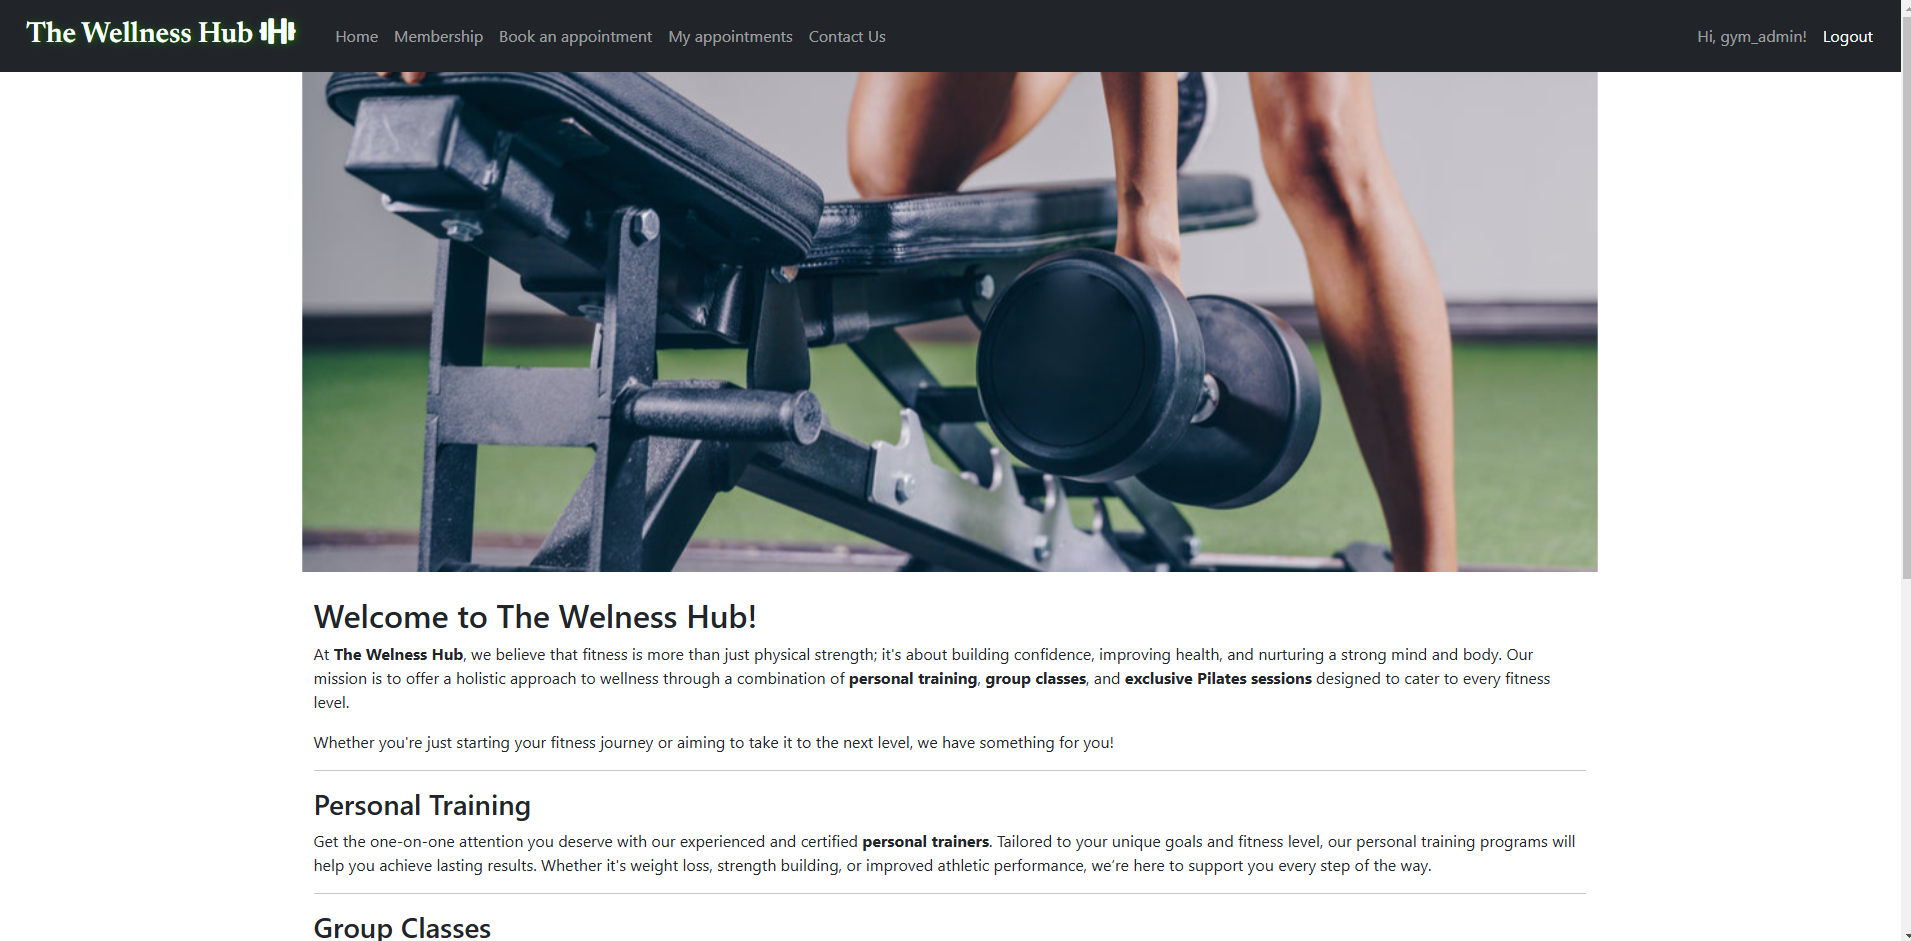 The Wellness Hub
Home Membership Book an appointment My appointments Contact Us
Hi, gym_admin! Logout
Welcome to The Welness Hub!
At The Welness Hub, we believe that fitness is more than just physical strength; it's about building confidence, improving health, and nurturing a strong mind and body. Our
mission is to offer a holistic approach to wellness through a combination of personal training, group classes, and exclusive Pilates sessions designed to cater to every fitness
level.
Whether you're just starting your fitness journey or aiming to take it to the next level, we have something for you!
Personal Training
Get the one-on-one attention you deserve with our experienced and certified personal trainers. Tailored to your unique goals and fitness level, our personal training programs will
help you achieve lasting results. Whether it's weight loss, strength building, or improved athletic performance, we’re here to support you every step of the way.
Group Classes